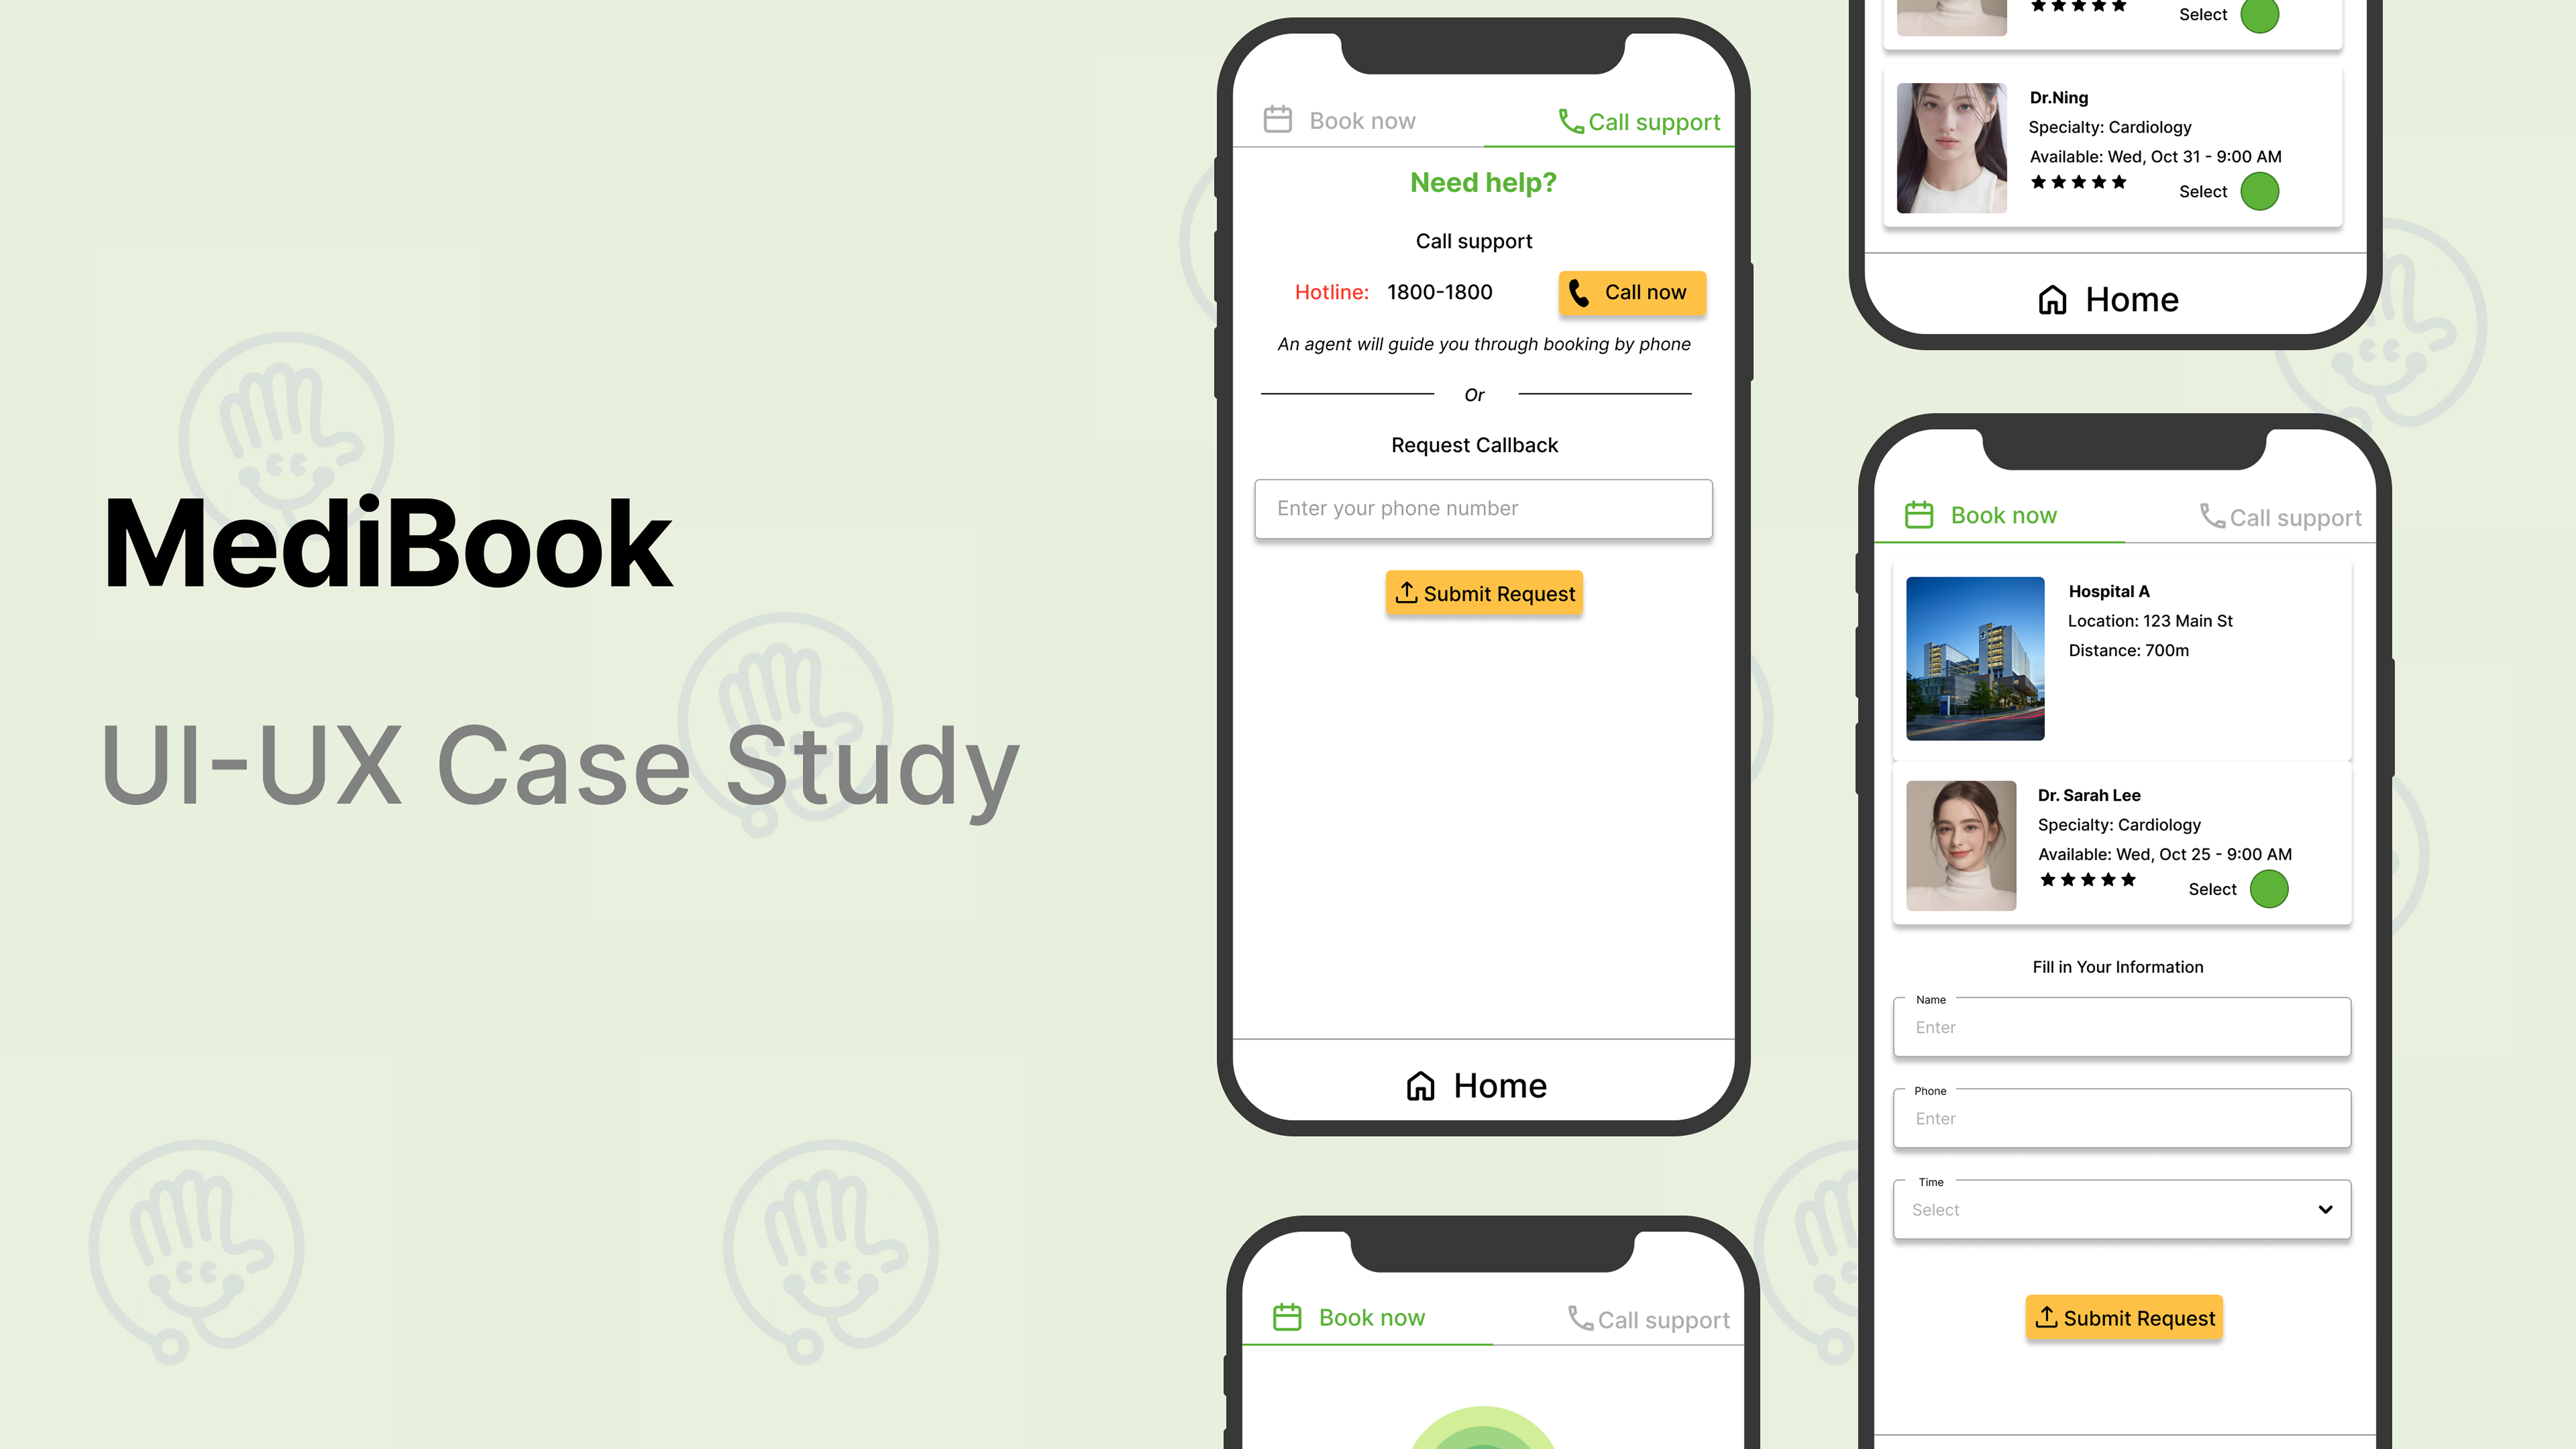 MediBook
UI-UX Case Study
Book now
Call support
Need help?
Call support
Hotline: 1800-1800
Call now
An agent will guide you through booking by phone
Or
Request Callback
Enter your phone number
Submit Request
Home
Book now
Call support
Select
Dr.Ning
Specialty: Cardiology
Available: Wed, Oct 31 - 9:00 AM
Select
Home
Book now
Call support
Hospital A
Location: 123 Main St
Distance: 700m
Dr. Sarah Lee
Specialty: Cardiology
Available: Wed, Oct 25 - 9:00 AM
Select
Fill in Your Information
Name
Enter
Phone
Enter
Time
Select
Submit Request